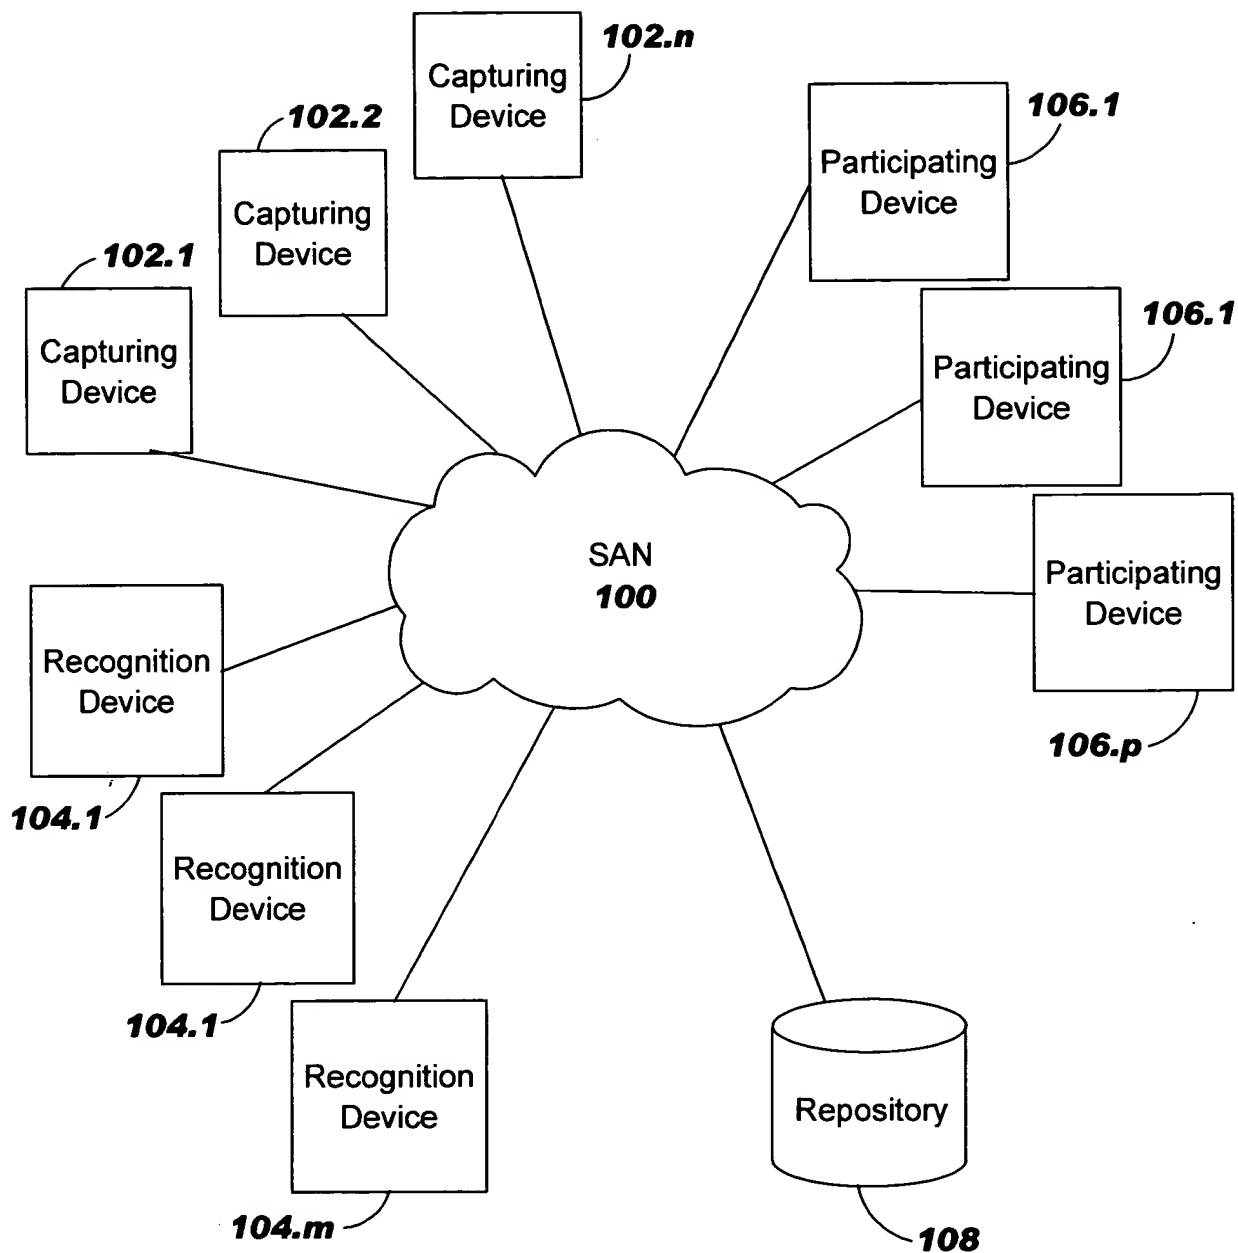 102.n
Capturing
Device
106.1
Participating
Device
102.2
Capturing
Device
102.1
Capturing
Device
106.1
Participating
Device
SAN
100
Participating
Device
106.p
Recognition
Device
104.1
Recognition
Device
104.1
Recognition
Device
104.m
Repository
108